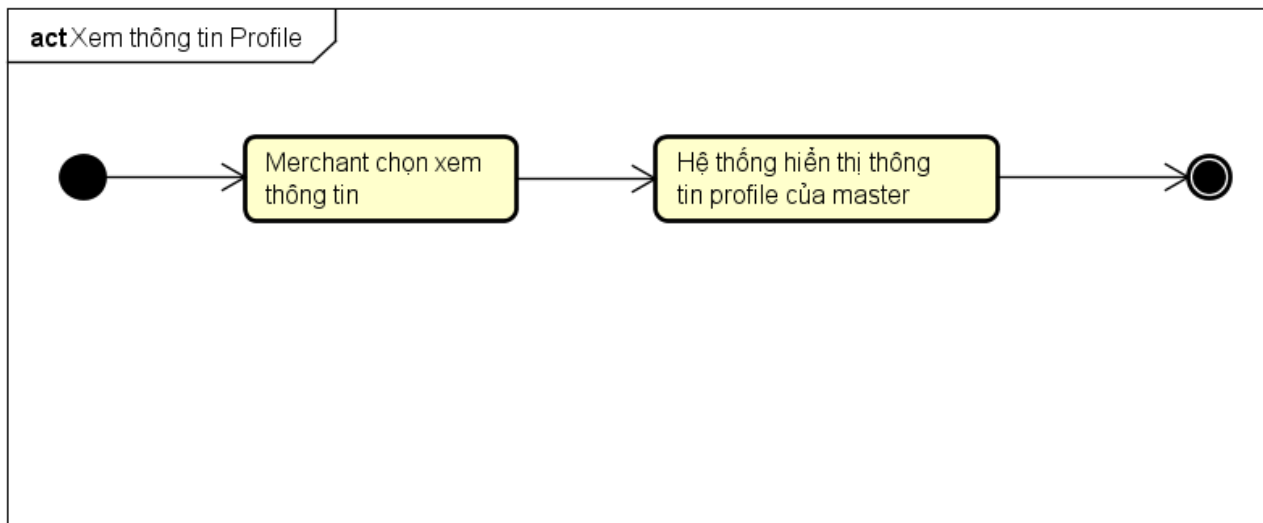 act Xem thông tin Profile
Merchant chọn xem
thông tin
Hệ thống hiển thị thông
tin profile của master